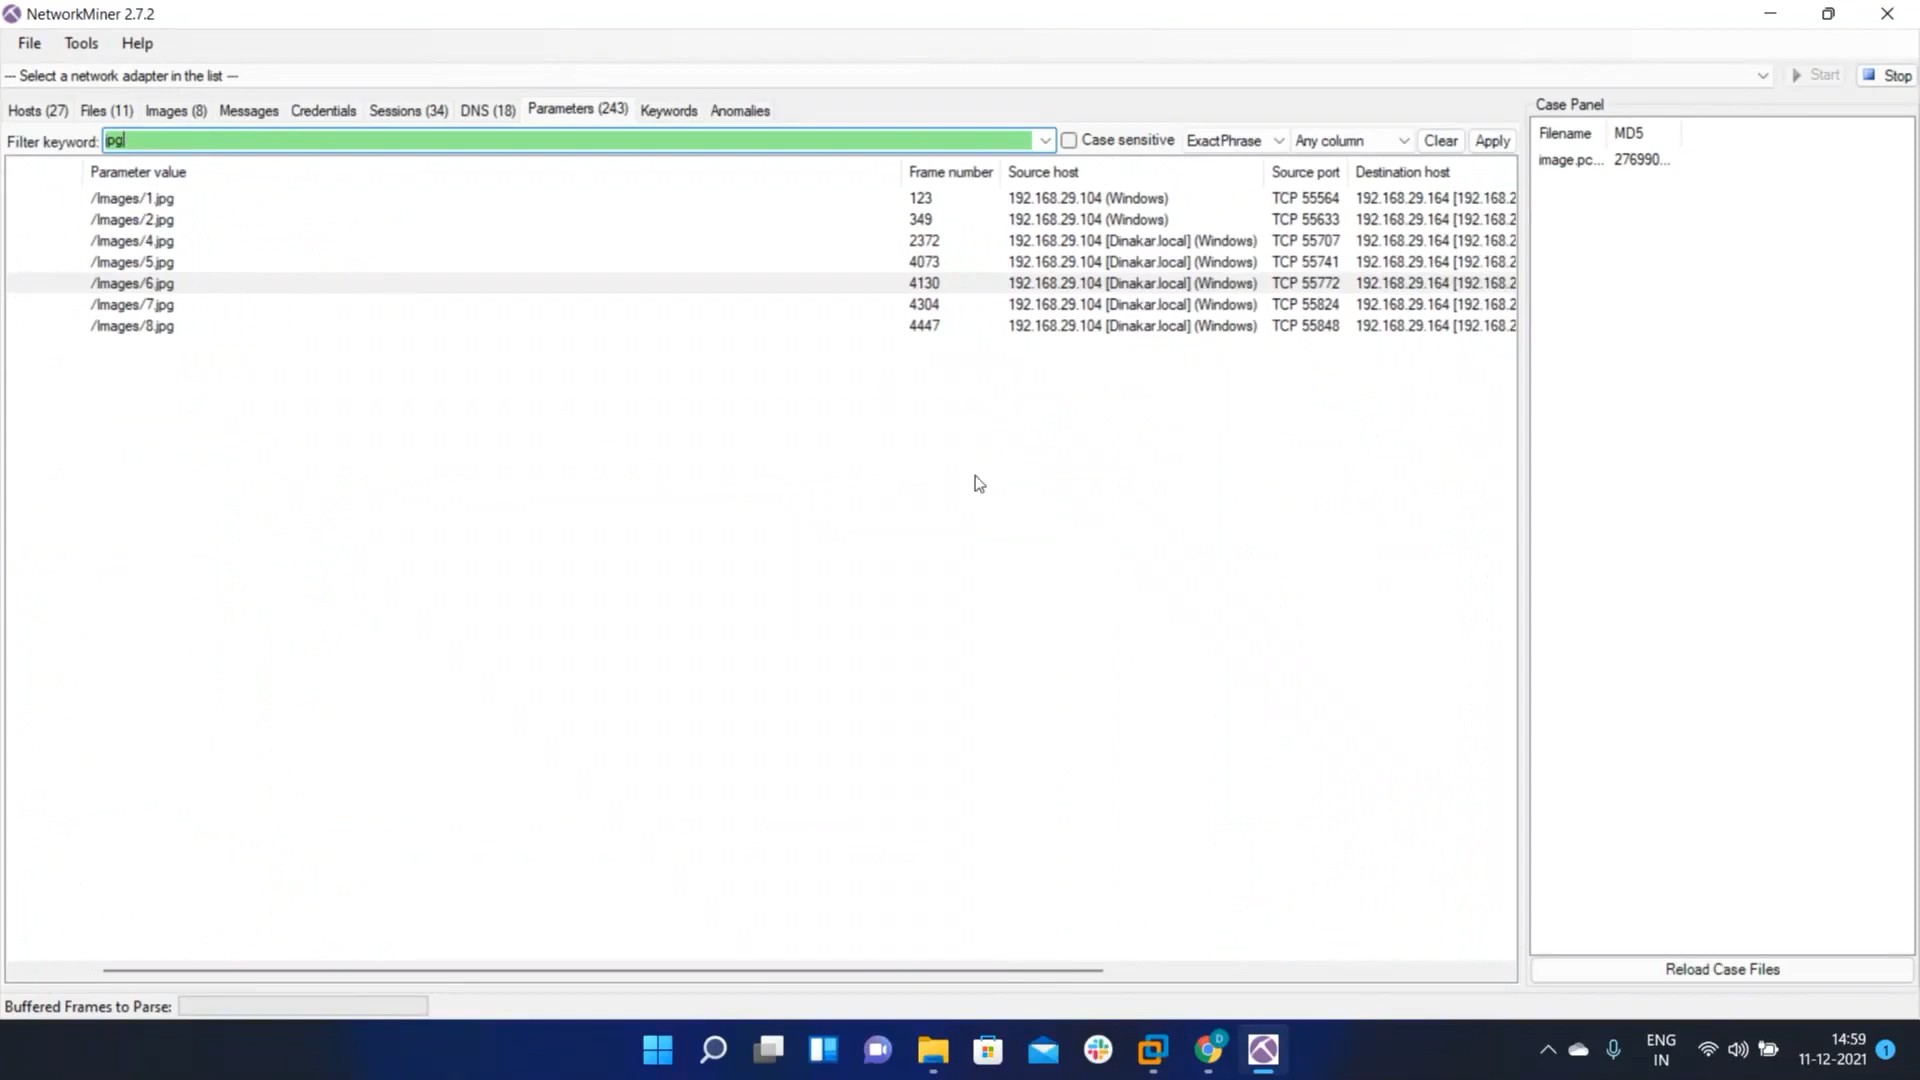 NetworkMiner 2.7.2
File Tools Help
--- Select a network adapter in the list ---
Start Stop
Hosts (27) Files (11) Images (8) Messages Credentials Sessions (34) DNS (18) Parameters (243) Keywords Anomalies
Case Panel
Filter keyword: jpg Case sensitive ExactPhrase Any column Clear Apply
Filename MD5
image.pc... 276990...
Parameter value Frame number Source host Source port Destination host
/Images/1.jpg 123 192.168.29.104 (Windows) TCP 55564 192.168.29.164 [192.168.2
/Images/2.jpg 349 192.168.29.104 (Windows) TCP 55633 192.168.29.164 [192.168.2
/Images/4.jpg 2372 192.168.29.104 [Dinakar.local] (Windows) TCP 55707 192.168.29.164 [192.168.2
/Images/5.jpg 4073 192.168.29.104 [Dinakar.local] (Windows) TCP 55741 192.168.29.164 [192.168.2
/Images/6.jpg 4130 192.168.29.104 [Dinakar.local] (Windows) TCP 55772 192.168.29.164 [192.168.2
/Images/7.jpg 4304 192.168.29.104 [Dinakar.local] (Windows) TCP 55824 192.168.29.164 [192.168.2
/Images/8.jpg 4447 192.168.29.104 [Dinakar.local] (Windows) TCP 55848 192.168.29.164 [192.168.2
Reload Case Files
Buffered Frames to Parse:
D
ENG
IN
14:59
11-12-2021
1